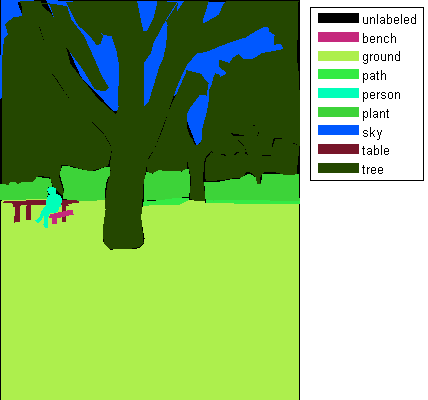 unlabeled
bench
ground
path
person
plant
sky
table
tree